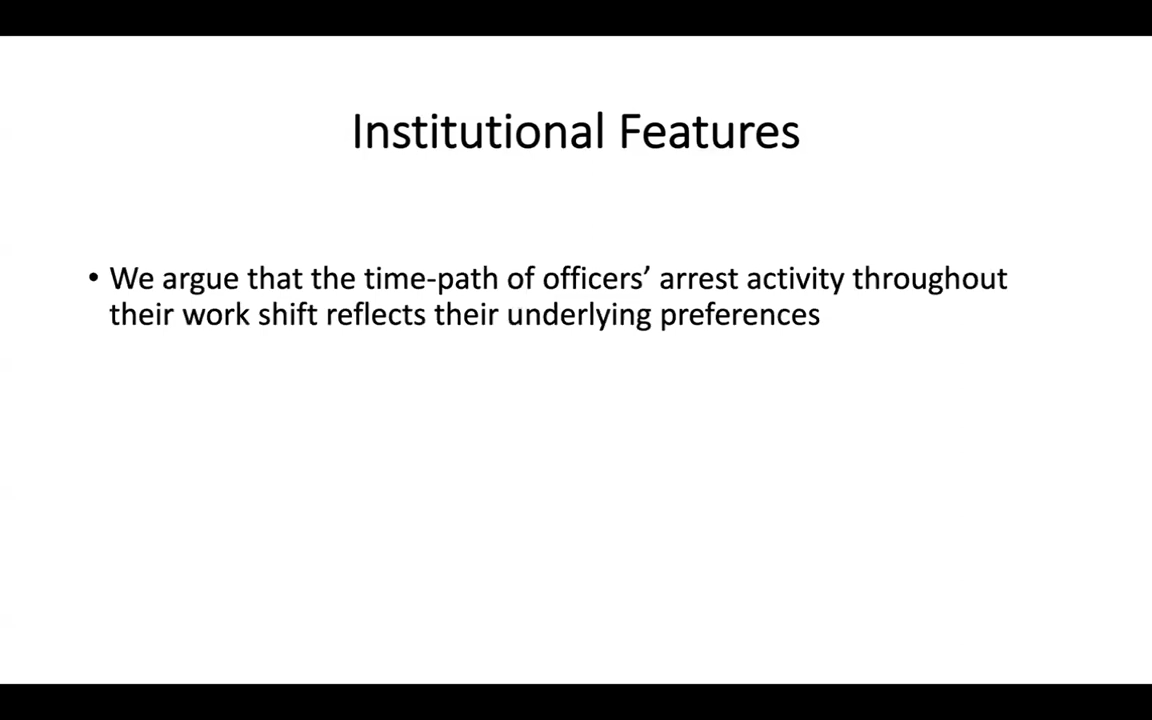 Institutional Features
• We argue that the time-path of officers’ arrest activity throughout
their work shift reflects their underlying preferences